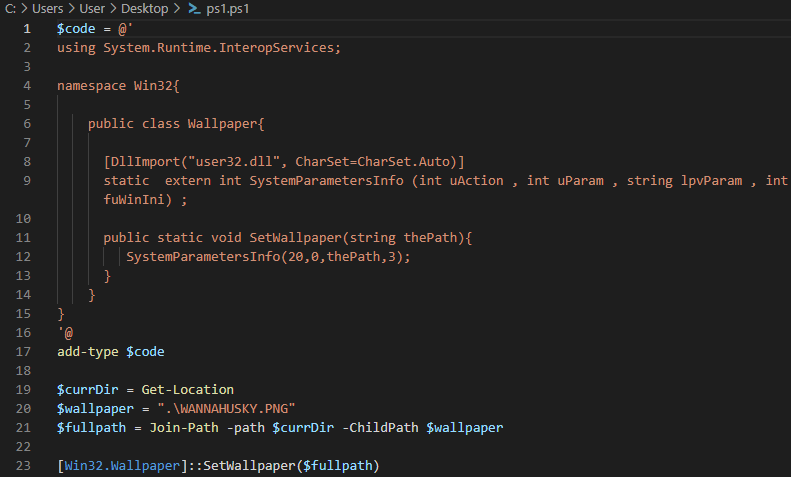 C: > Users > User > Desktop > ps1.ps1
1 $code = @'
2 using System.Runtime.InteropServices;
3
4 namespace Win32{
5
6 public class Wallpaper{
7
8 [DllImport("user32.dll", CharSet=CharSet.Auto)]
9 static  extern int SystemParametersInfo (int uAction , int uParam , string lpvParam , int
fuWinIni) ;
10
11 public static void SetWallpaper(string thePath){
12 SystemParametersInfo(20,0,thePath,3);
13 }
14 }
15 }
16 '@
17 add-type $code
18
19 $currDir = Get-Location
20 $wallpaper = ".\WANNAHUSKY.PNG"
21 $fullpath = Join-Path -path $currDir -ChildPath $wallpaper
22
23 [Win32.Wallpaper]::SetWallpaper($fullpath)